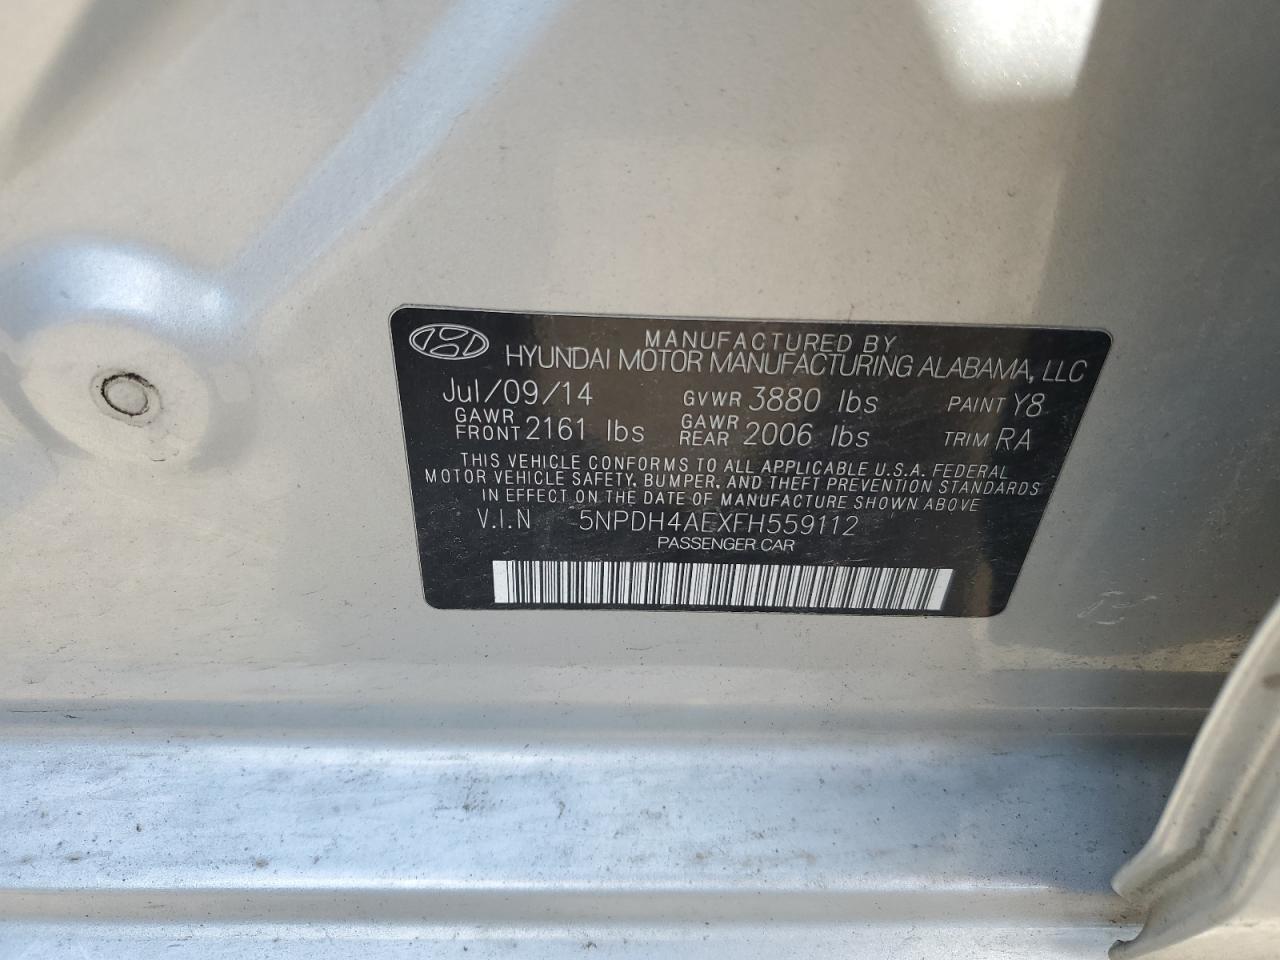 MANUFACTURED BY
HYUNDAI MOTOR MANUFACTURING ALABAMA, LLC
Jul/09/14 GVWR 3880 lbs PAINT Y8
GAWR FRONT 2161 lbs GAWR REAR 2006 lbs TRIM RA
THIS VEHICLE CONFORMS TO ALL APPLICABLE U.S.A. FEDERAL
MOTOR VEHICLE SAFETY, BUMPER, AND THEFT PREVENTION STANDARDS
IN EFFECT ON THE DATE OF MANUFACTURE SHOWN ABOVE
V.I.N 5NPDH4AEXFH559112
PASSENGER CAR